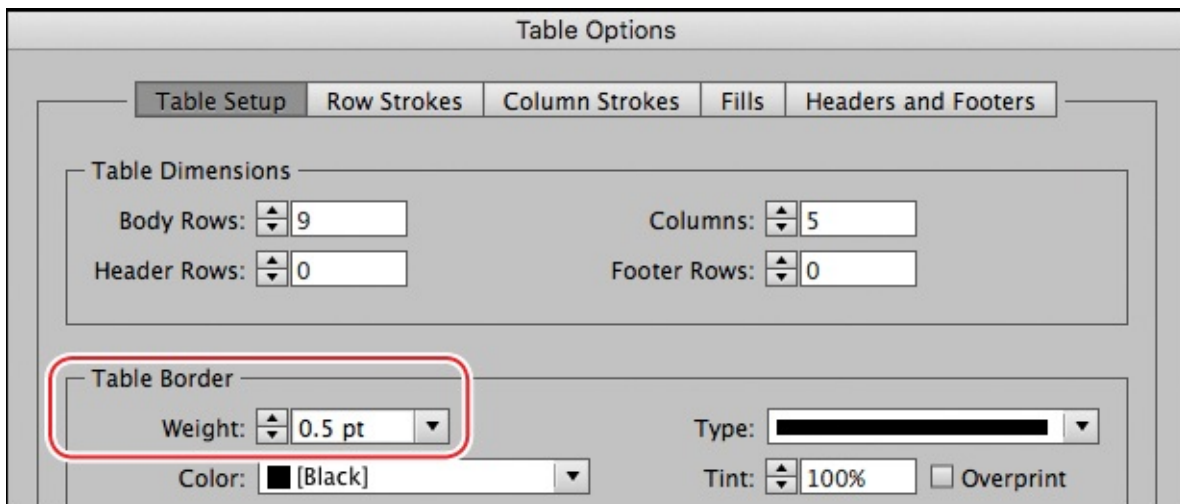 Table Options
Table Setup Row Strokes Column Strokes Fills Headers and Footers
Table Dimensions
Body Rows: 9 Columns: 5
Header Rows: 0 Footer Rows: 0
Table Border
Weight: 0.5 pt Type:
Color: [Black] Tint: 100% Overprint